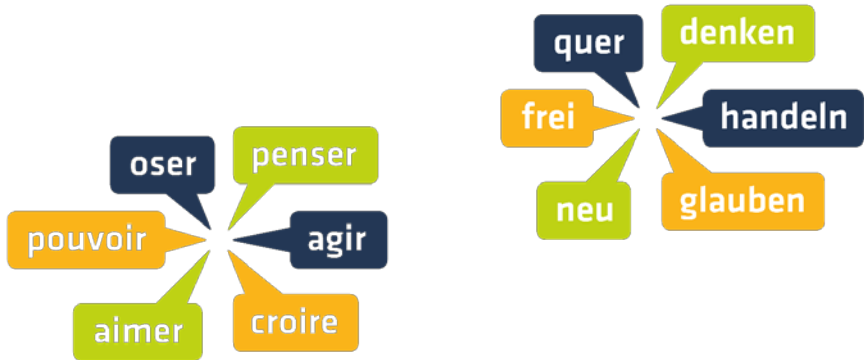 quer
denken
frei
handeln
neu
glauben
oser
penser
pouvoir
agir
aimer
croire